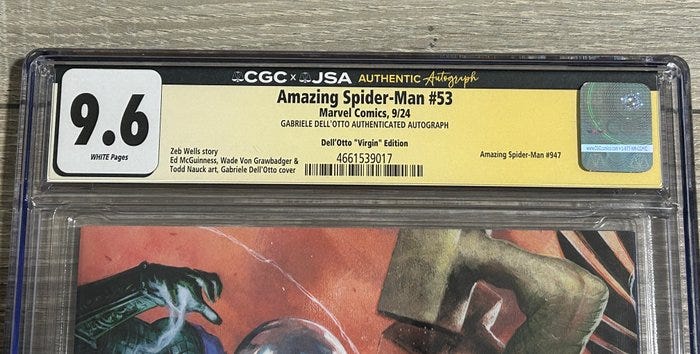 CGC x JSA AUTHENTIC Autograph
9.6
WHITE Pages
Amazing Spider-Man #53
Marvel Comics, 9/24
GABRIELE DELL'OTTO AUTHENTICATED AUTOGRAPH
Dell'Otto "Virgin" Edition
Zeb Wells story
Ed McGuinness, Wade Von Grawbadger &
Todd Nauck art, Gabriele Dell'Otto cover
4661539017
Amazing Spider-Man #947